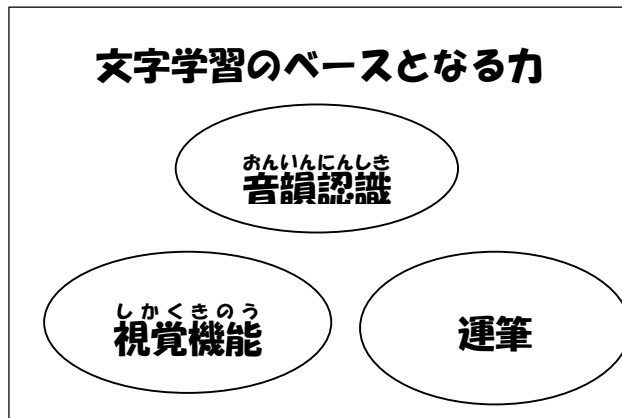 文字学習のベースとなる力
おんいんにんしき
音韻認識
しかくきのう
視覚機能
運筆